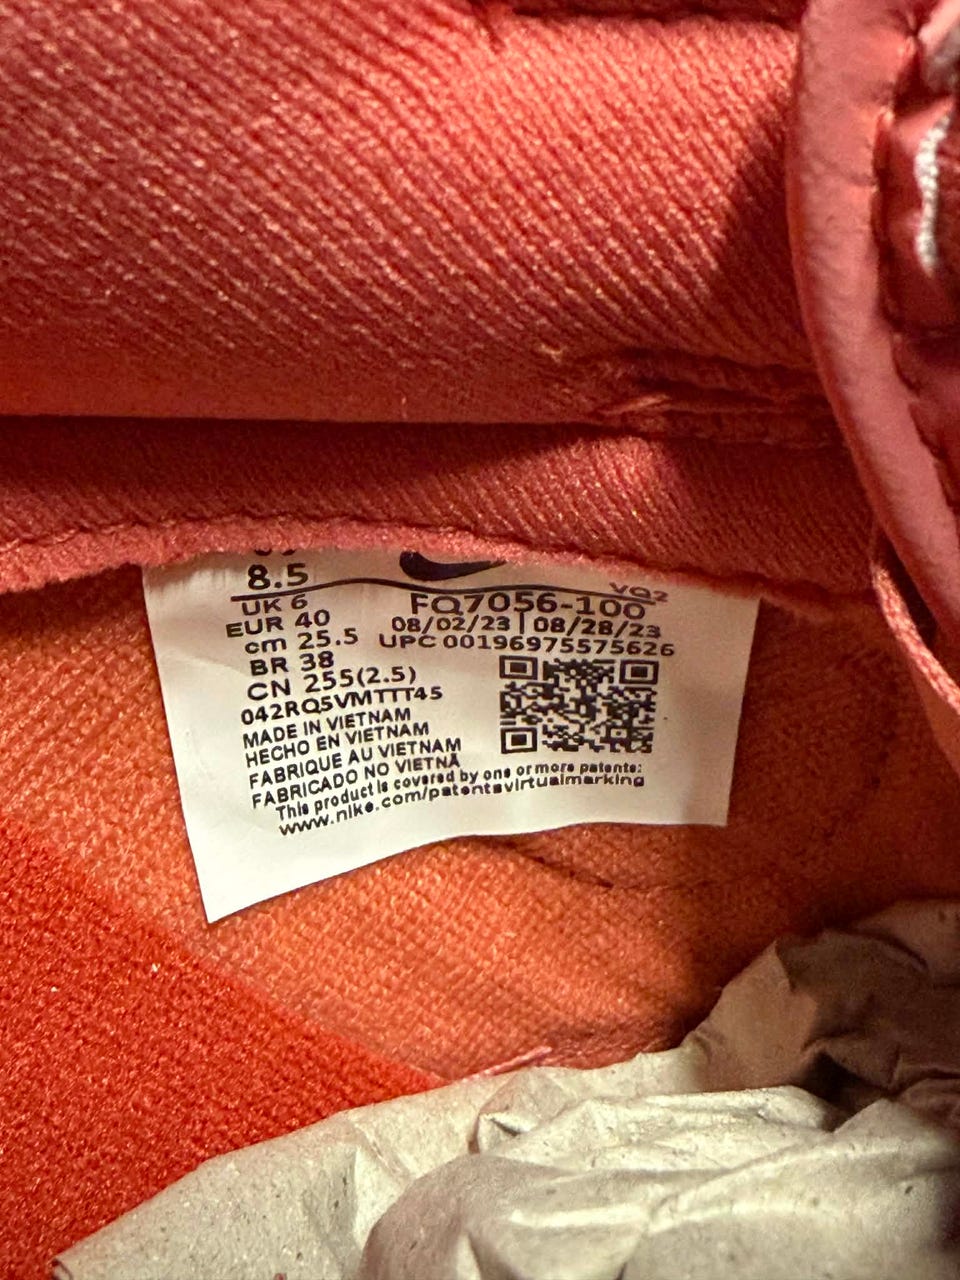 8.5
UK 6
EUR 40
cm 25.5
BR 38
CN 255(2.5)
042RQ5VMTTT45
MADE IN VIETNAM
HECHO EN VIETNAM
FABRIQUE AU VIETNAM
FABRICADO NO VIETNÃ
This product is covered by one or more patents:
www.nike.com/patentsvirtualmarking
VQ2
FQ7056-100
08/02/23 | 08/28/23
UPC 00196975575626